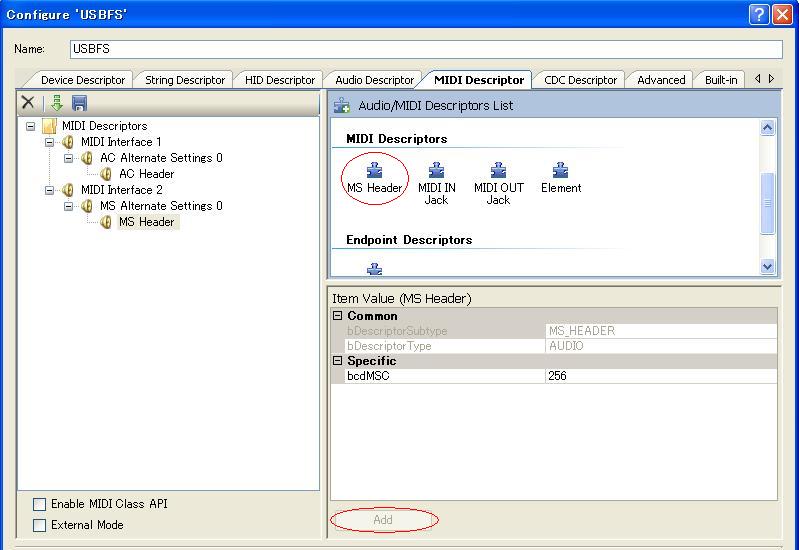 Configure 'USBFS'
Name: USBFS
Device Descriptor String Descriptor HID Descriptor Audio Descriptor MIDI Descriptor CDC Descriptor Advanced Built-in
MIDI Descriptors
MIDI Interface 1
AC Alternate Settings 0
AC Header
MIDI Interface 2
MS Alternate Settings 0
MS Header
Enable MIDI Class API
External Mode
Audio/MIDI Descriptors List
MIDI Descriptors
MS Header MIDI IN Jack MIDI OUT Jack Element
Endpoint Descriptors
Item Value (MS Header)
Common
bDescriptorSubtype MS_HEADER
bDescriptorType AUDIO
Specific
bcdMSC 256
Add